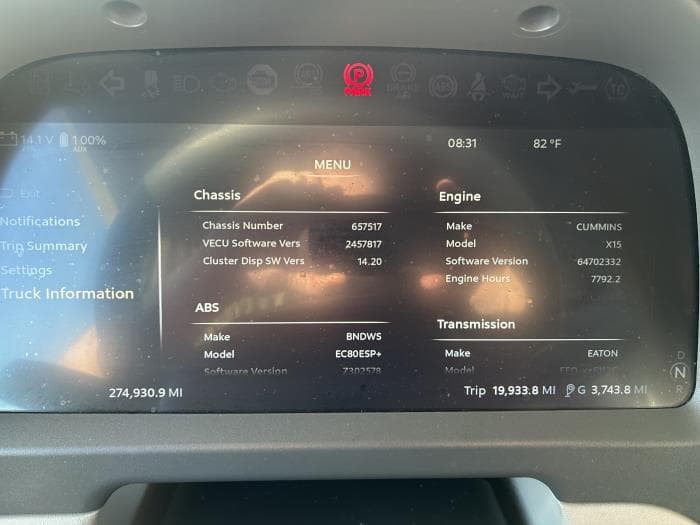 P
14.1 V 100%
08:31
82 °F
MENU
Exit
Notifications
Trip Summary
Settings
Truck Information
Chassis
Chassis Number 657517
VECU Software Vers 2457817
Cluster Disp SW Vers 14.20
ABS
Make BNDWS
Model EC80ESP+
Software Version Z302578
Engine
Make CUMMINS
Model X15
Software Version 64702332
Engine Hours 7792.2
Transmission
Make EATON
Model
D
N
R
274,930.9 MI
Trip 19,933.8 MI
G 3,743.8 MI